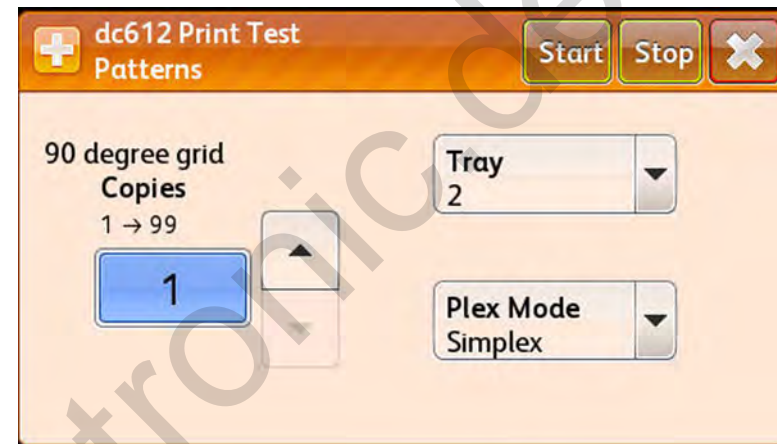 dc612 Print Test
Patterns
Start
Stop
90 degree grid
Copies
1 → 99
1
Tray
2
Plex Mode
Simplex